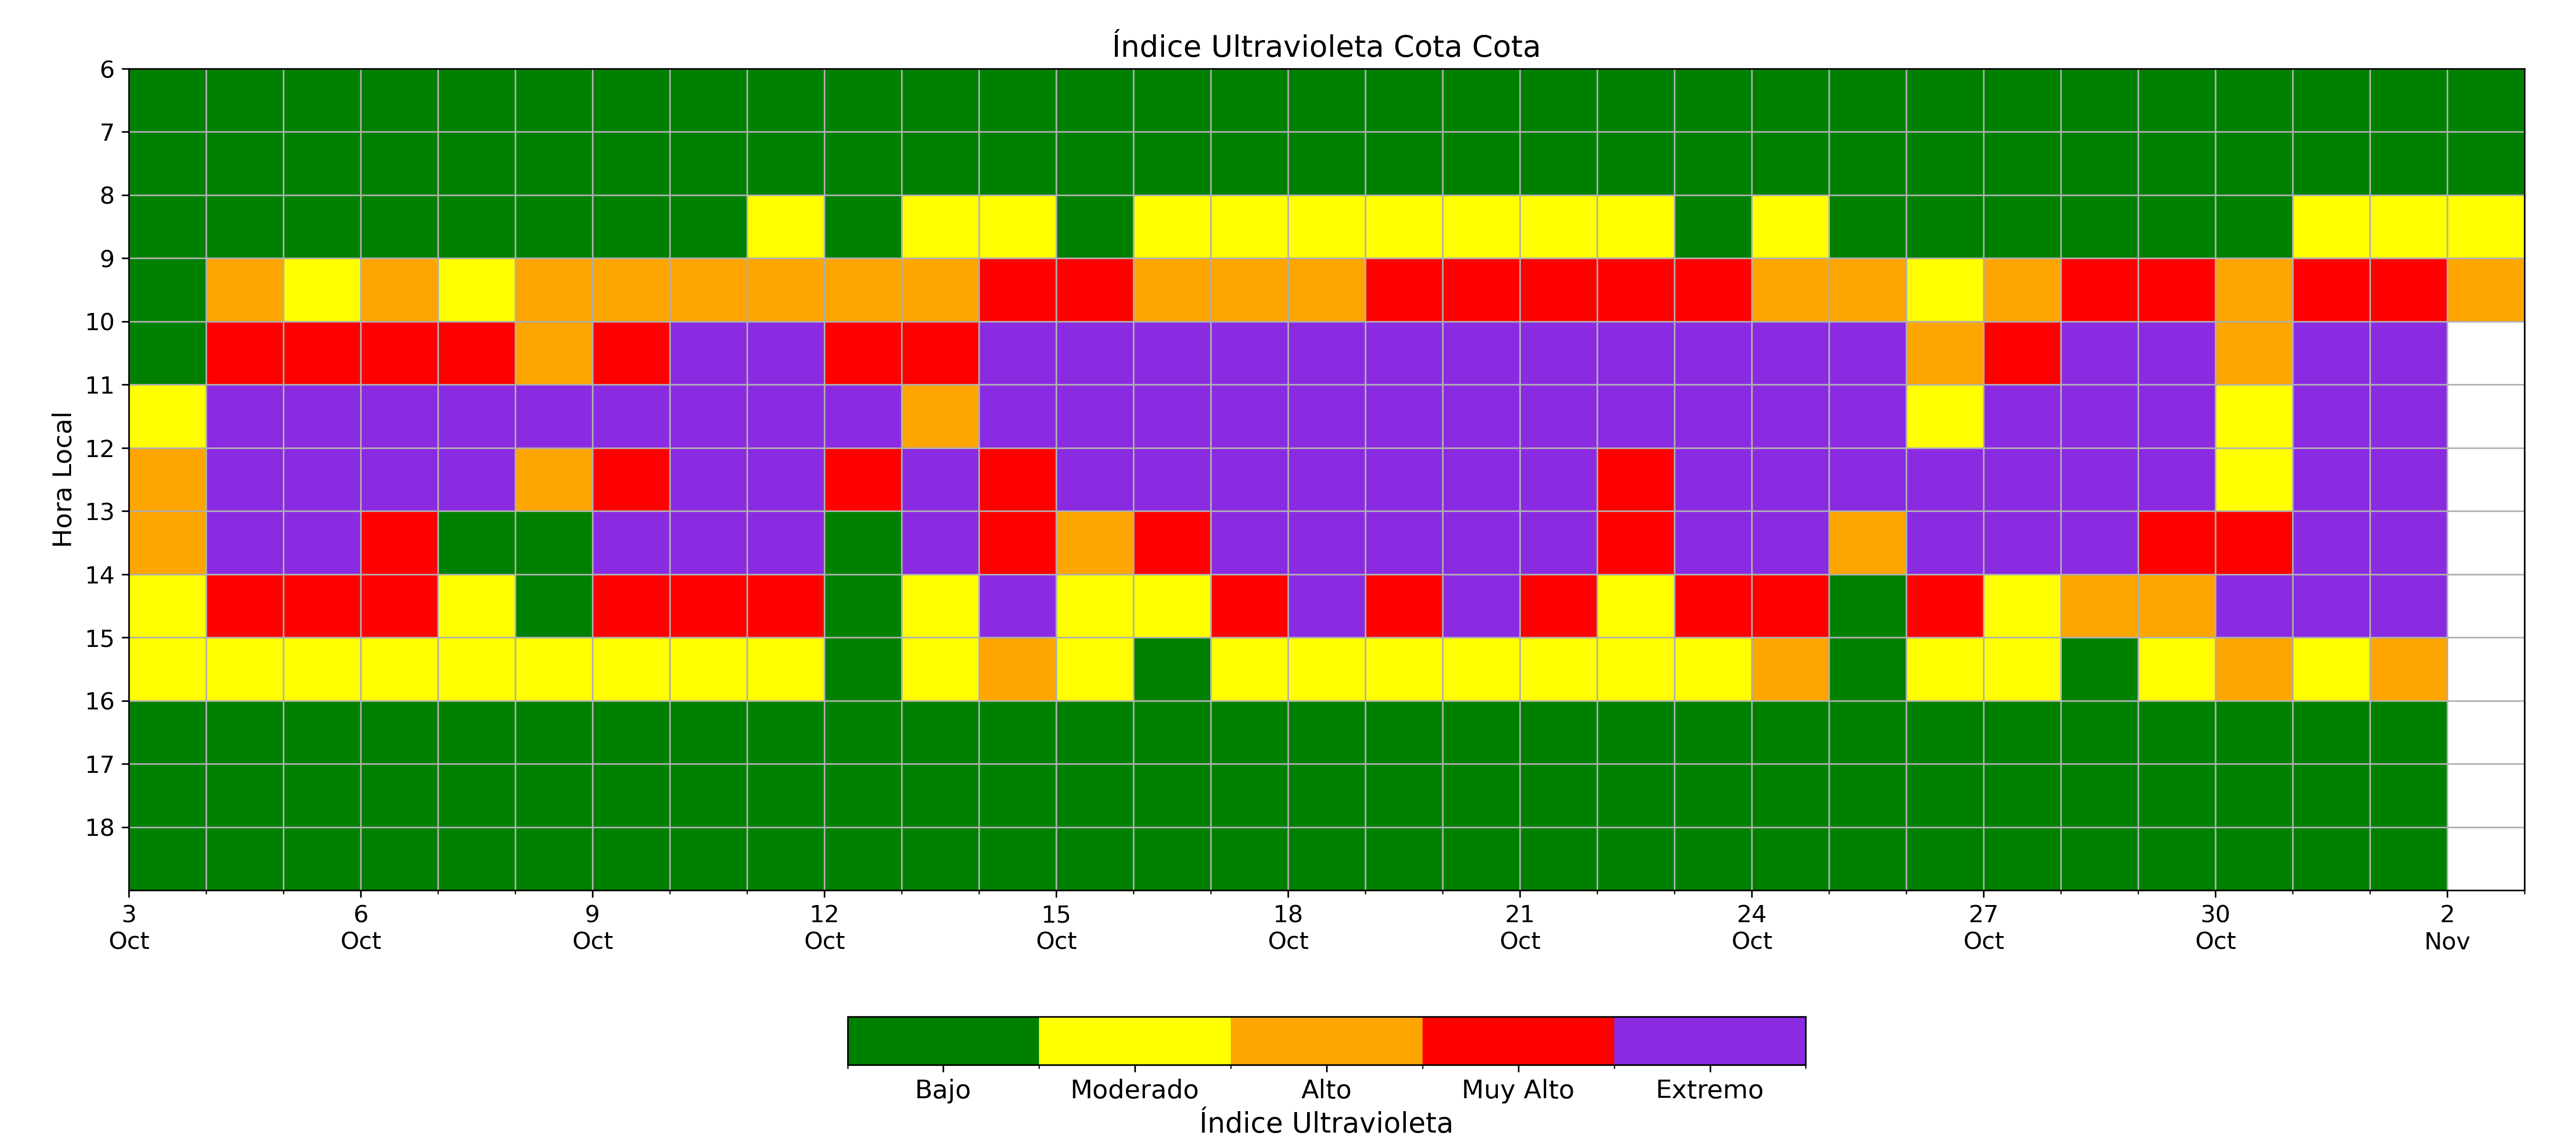 Índice Ultravioleta Cota Cota
6
7
8
9
10
11
12
13
14
15
16
17
18
Hora Local
3 6 9 12 15 18 21 24 27 30 2
Oct Oct Oct Oct Oct Oct Oct Oct Oct Oct Nov
Bajo Moderado Alto Muy Alto Extremo
Índice Ultravioleta